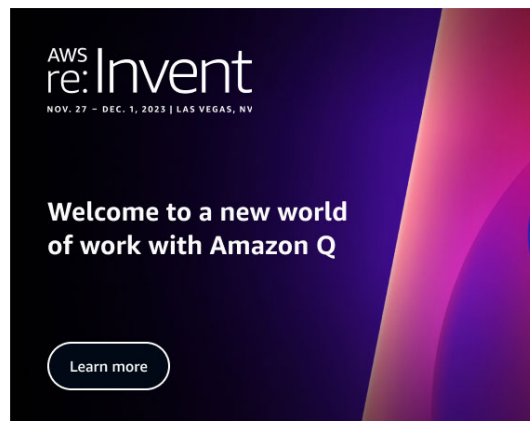 AWS
re:Invent
NOV. 27 – DEC. 1, 2023 | LAS VEGAS, NV
Welcome to a new world
of work with Amazon Q
Learn more